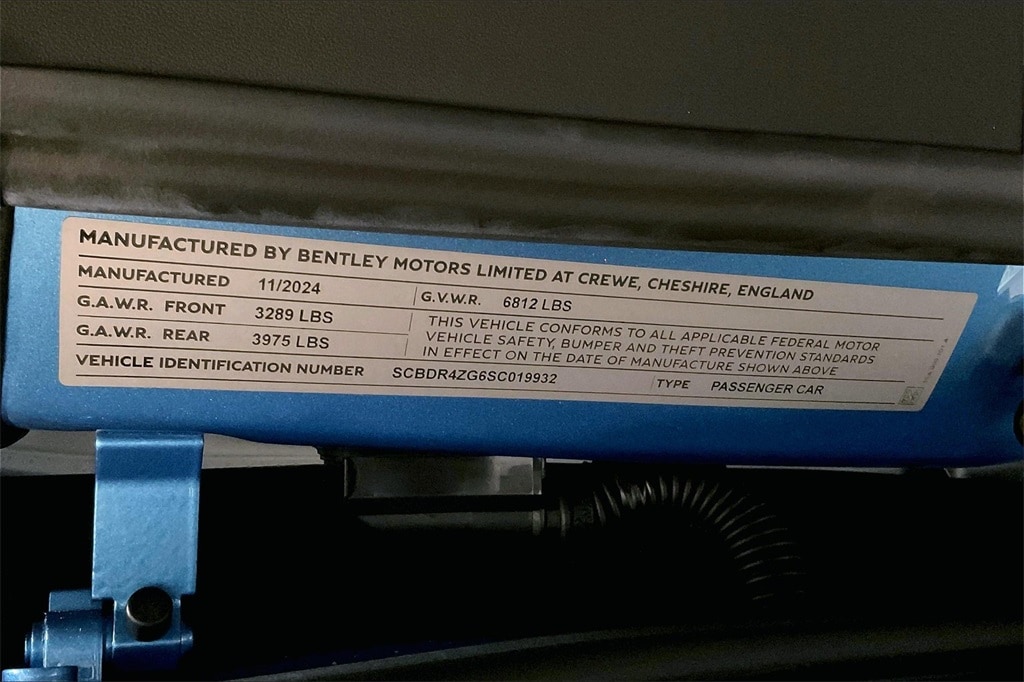 MANUFACTURED BY BENTLEY MOTORS LIMITED AT CREWE, CHESHIRE, ENGLAND
MANUFACTURED 11/2024
G.V.W.R. 6812 LBS
G.A.W.R. FRONT 3289 LBS
G.A.W.R. REAR 3975 LBS
THIS VEHICLE CONFORMS TO ALL APPLICABLE FEDERAL MOTOR
VEHICLE SAFETY, BUMPER AND THEFT PREVENTION STANDARDS
IN EFFECT ON THE DATE OF MANUFACTURE SHOWN ABOVE
VEHICLE IDENTIFICATION NUMBER SCBDR4ZG6SC019932
TYPE PASSENGER CAR